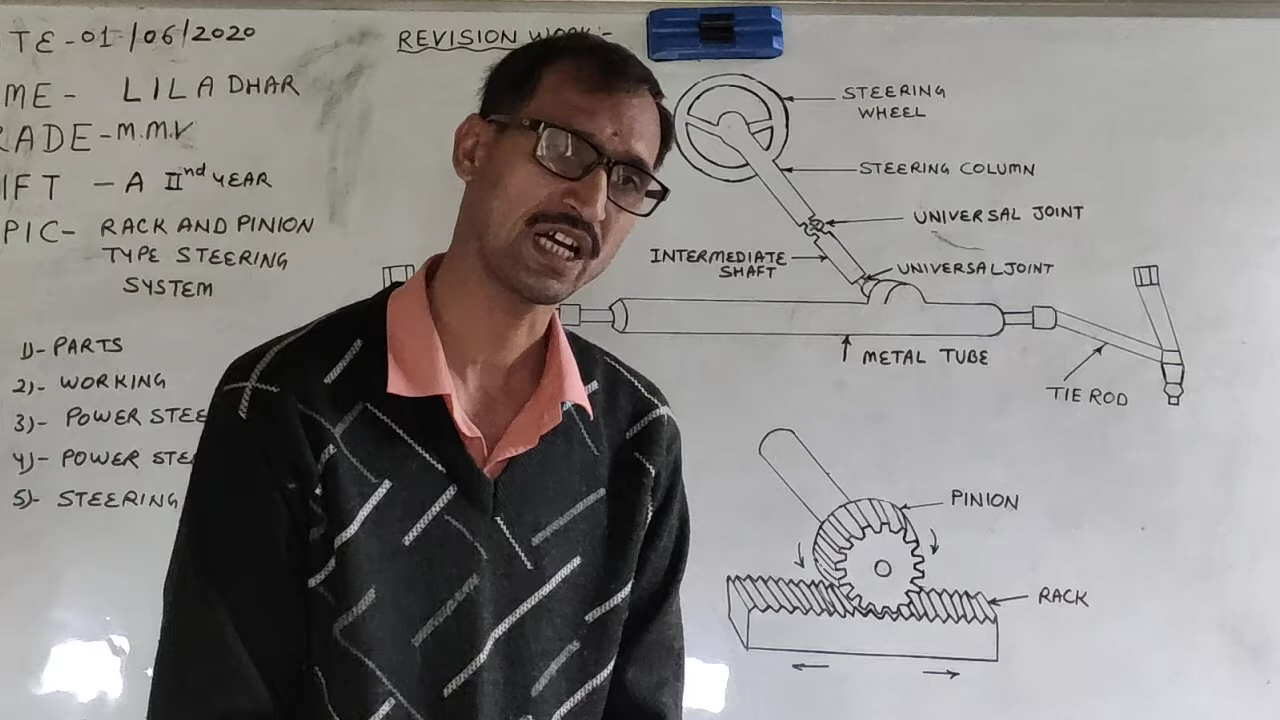 TE-01/06/2020
REVISION WORK:-
ME- LILADHAR
RADE-M.M.V
IFT - A IInd YEAR
PIC- RACK AND PINION
TYPE STEERING
SYSTEM
1)- PARTS
2)- WORKING
3)- POWER STEE
4)- POWER STE
5)- STEERING
STEERING
WHEEL
STEERING COLUMN
UNIVERSAL JOINT
INTERMEDIATE
SHAFT
UNIVERSAL JOINT
METAL TUBE
TIE ROD
PINION
RACK